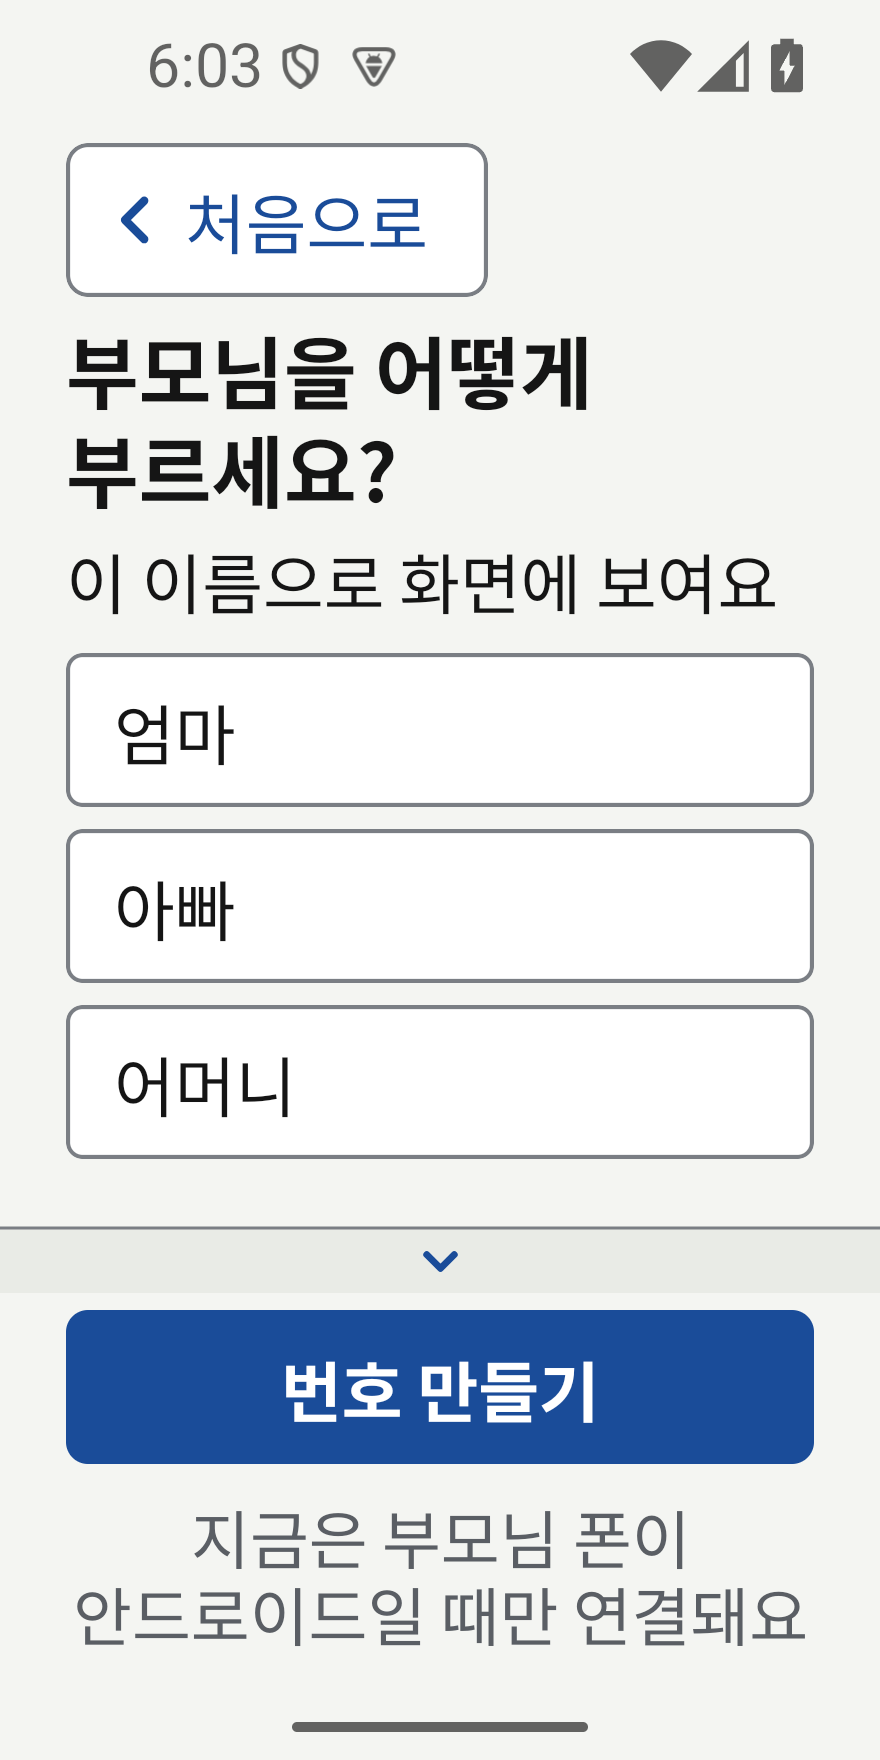 6:03
처음으로
부모님을 어떻게
부르세요?
이 이름으로 화면에 보여요
엄마
아빠
어머니
번호 만들기
지금은 부모님 폰이
안드로이드일 때만 연결돼요